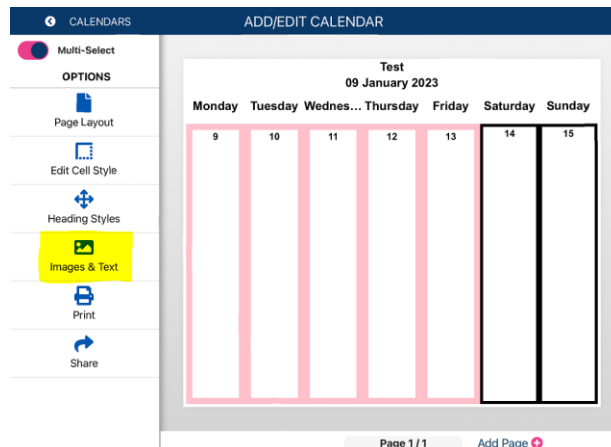 CALENDARS
ADD/EDIT CALENDAR
Multi-Select
OPTIONS
Page Layout
Edit Cell Style
Heading Styles
Images & Text
Print
Share
Test
09 January 2023
Monday Tuesday Wednes... Thursday Friday Saturday Sunday
9 10 11 12 13 14 15
Page 1 / 1 Add Page